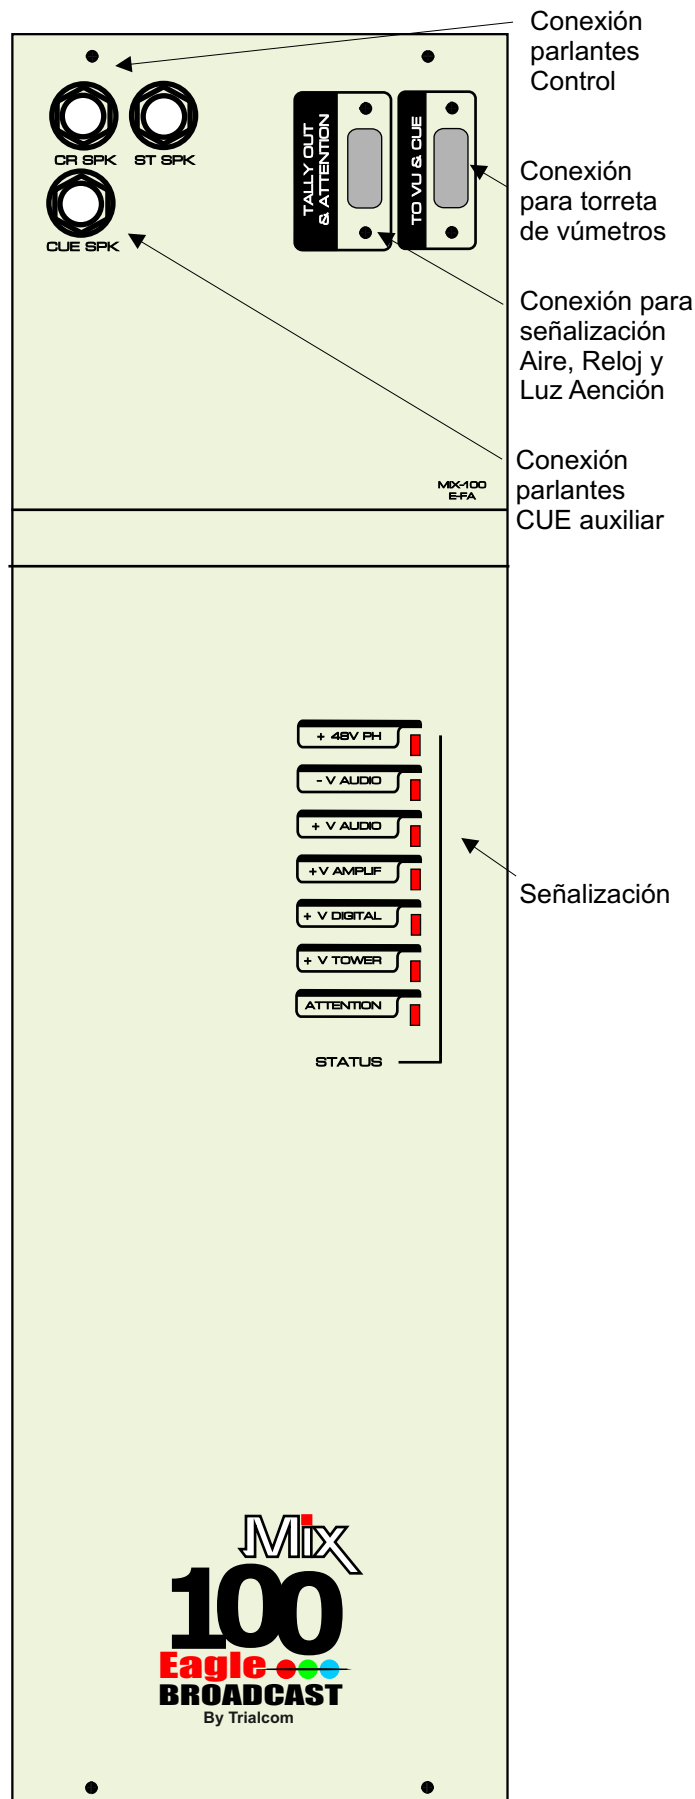 Conexión
parlantes
Control
CR SPK
ST SPK
CUE SPK
TALLY OUT
& ATTENTION
TO VU & CUE
Conexión
para torreta
de vúmetros
Conexión para
señalización
Aire, Reloj y
Luz Aención
Conexión
parlantes
CUE auxiliar
MIX-100
E-FA
+ 48V PH
- V AUDIO
+ V AUDIO
+V AMPLIF
+ V DIGITAL
+ V TOWER
ATTENTION
STATUS
Señalización
Mix
100
Eagle
BROADCAST
By Trialcom